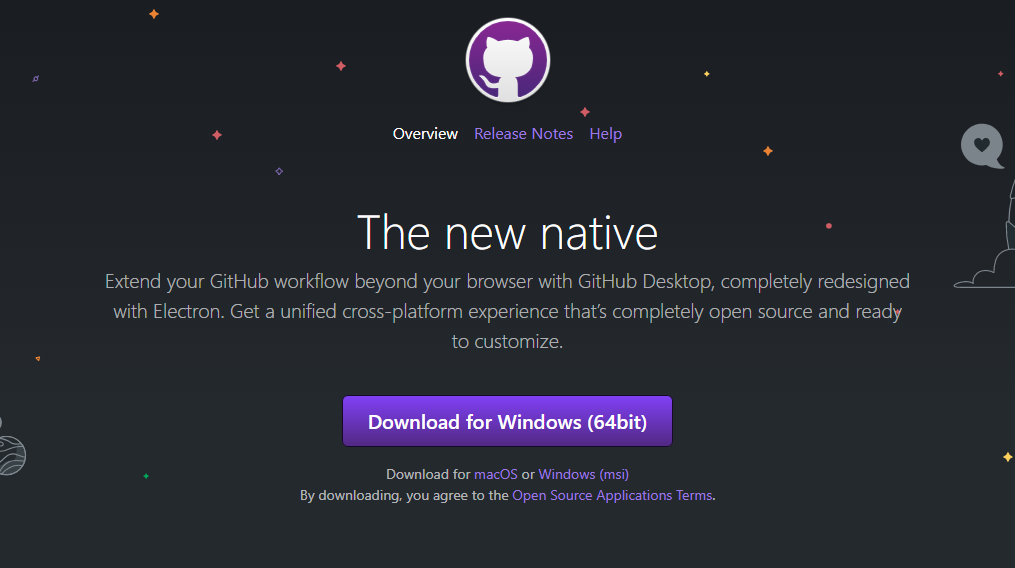 Overview Release Notes Help
The new native
Extend your GitHub workflow beyond your browser with GitHub Desktop, completely redesigned
with Electron. Get a unified cross-platform experience that’s completely open source and ready
to customize.
Download for Windows (64bit)
Download for macOS or Windows (msi)
By downloading, you agree to the Open Source Applications Terms.